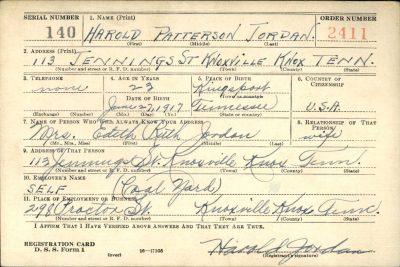 SERIAL NUMBER 1. NAME (Print) ORDER NUMBER
140 HAROLD PATTERSON JORDAN 2411
(First) (Middle) (Last)
2. ADDRESS (Print)
113 JENNINGS ST KNOXVILLE KNOX TENN.
(Number and street or R. F. D. number) (Town) (County) (State)
3. TELEPHONE 4. AGE IN YEARS 5. PLACE OF BIRTH 6. COUNTRY OF CITIZENSHIP
none 23 Kingsport
DATE OF BIRTH (Town or county)
June 27, 1917 Tennessee U.S.A.
(Exchange) (Number) (Mo.) (Day) (Yr.) (State or country)
7. NAME OF PERSON WHO WILL ALWAYS KNOW YOUR ADDRESS 8. RELATIONSHIP OF THAT PERSON
Mrs. Edith Ruth Jordan wife
(Mr., Mrs., Miss) (First) (Middle) (Last)
9. ADDRESS OF THAT PERSON
113 Jennings St. Knoxville Knox Tenn.
(Number and street or R. F. D. number) (Town) (County) (State)
10. EMPLOYER'S NAME
SELF (Coal Yard)
11. PLACE OF EMPLOYMENT OR BUSINESS
Proctor St. Knoxville Knox Tenn.
(Number and street or R. F. D. number) (Town) (County) (State)
I AFFIRM THAT I HAVE VERIFIED ABOVE ANSWERS AND THAT THEY ARE TRUE.
REGISTRATION CARD
D. S. S. Form 1 (over) Harold Jordan
(Registrant's signature)